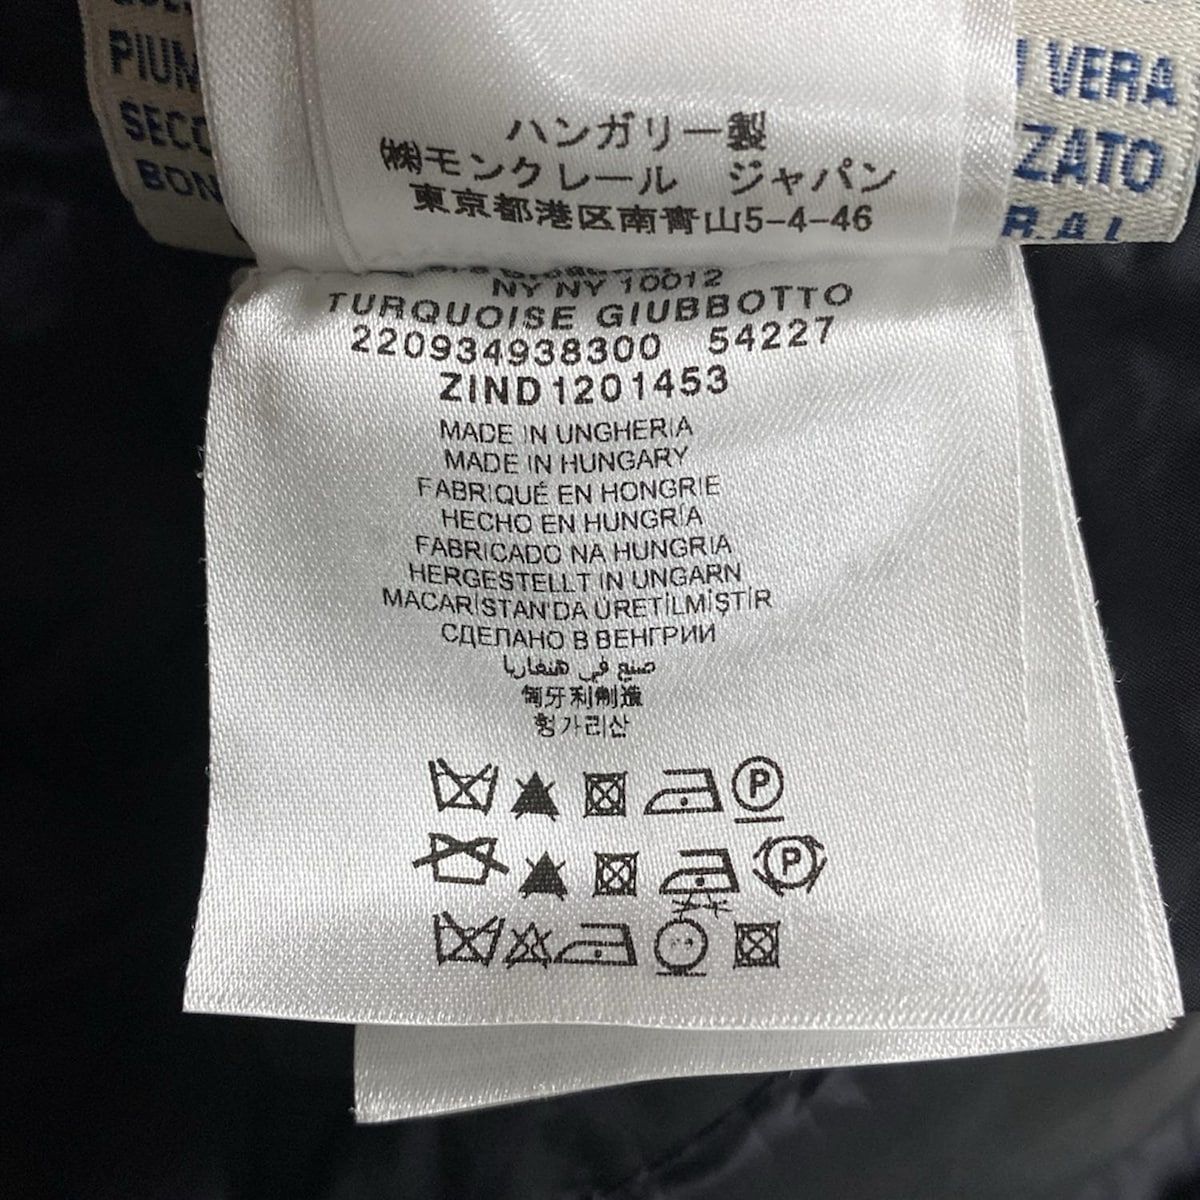 PIUM
SECO
BON
VERA
ZATO
R.A.L
ハンガリー製
㈱モンクレール ジャパン
東京都港区南青山5-4-46
NY NY 10012
TURQUOISE GIUBBOTTO
220934938300 54227
ZIND1201453
MADE IN UNGHERIA
MADE IN HUNGARY
FABRIQUÉ EN HONGRIE
HECHO EN HUNGRIA
FABRICADO NA HUNGRIA
HERGESTELLT IN UNGARN
MACARİSTAN'DA ÜRETİLMİŞTİR
СДЕЛАНО В ВЕНГРИИ
صنع في هنغاريا
匈牙利制造
헝가리산
P
P